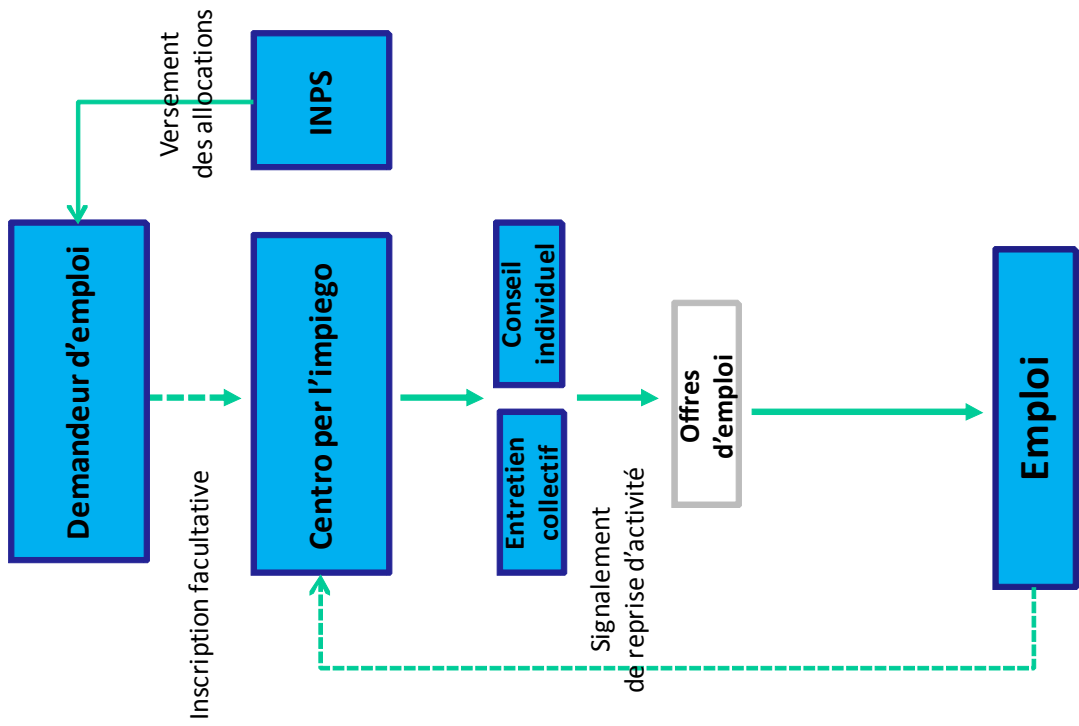 Demandeur d'emploi
Versement
des allocations
INPS
Inscription facultative
Centro per l'impiego
Entretien
collectif
Conseil
individuel
Signalement
de reprise d'activité
Offres
d'emploi
Emploi